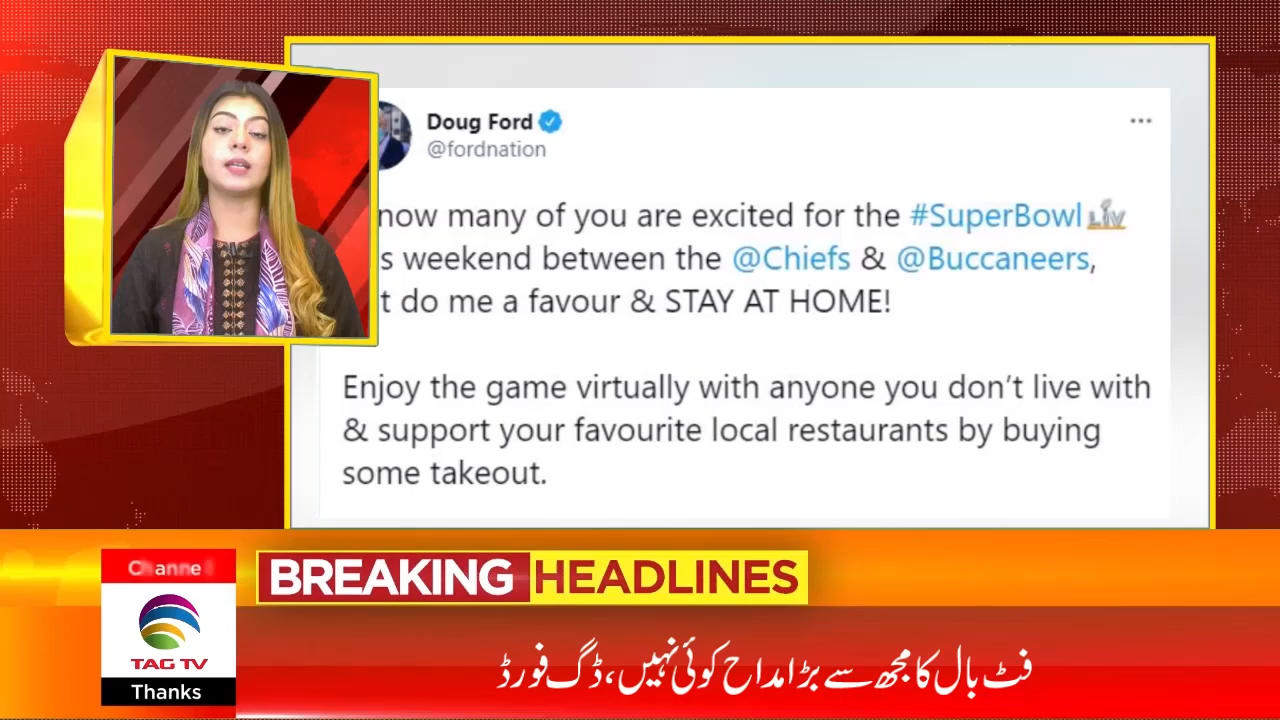 Doug Ford
@fordnation
now many of you are excited for the #SuperBowl LIV
s weekend between the @Chiefs & @Buccaneers,
t do me a favour & STAY AT HOME!
Enjoy the game virtually with anyone you don’t live with
& support your favourite local restaurants by buying
some takeout.
Channel
BREAKING HEADLINES
TAG TV
Thanks
فٹ بال کا مجھ سے بڑا مداح کوئی نہیں، ڈگ فورڈ